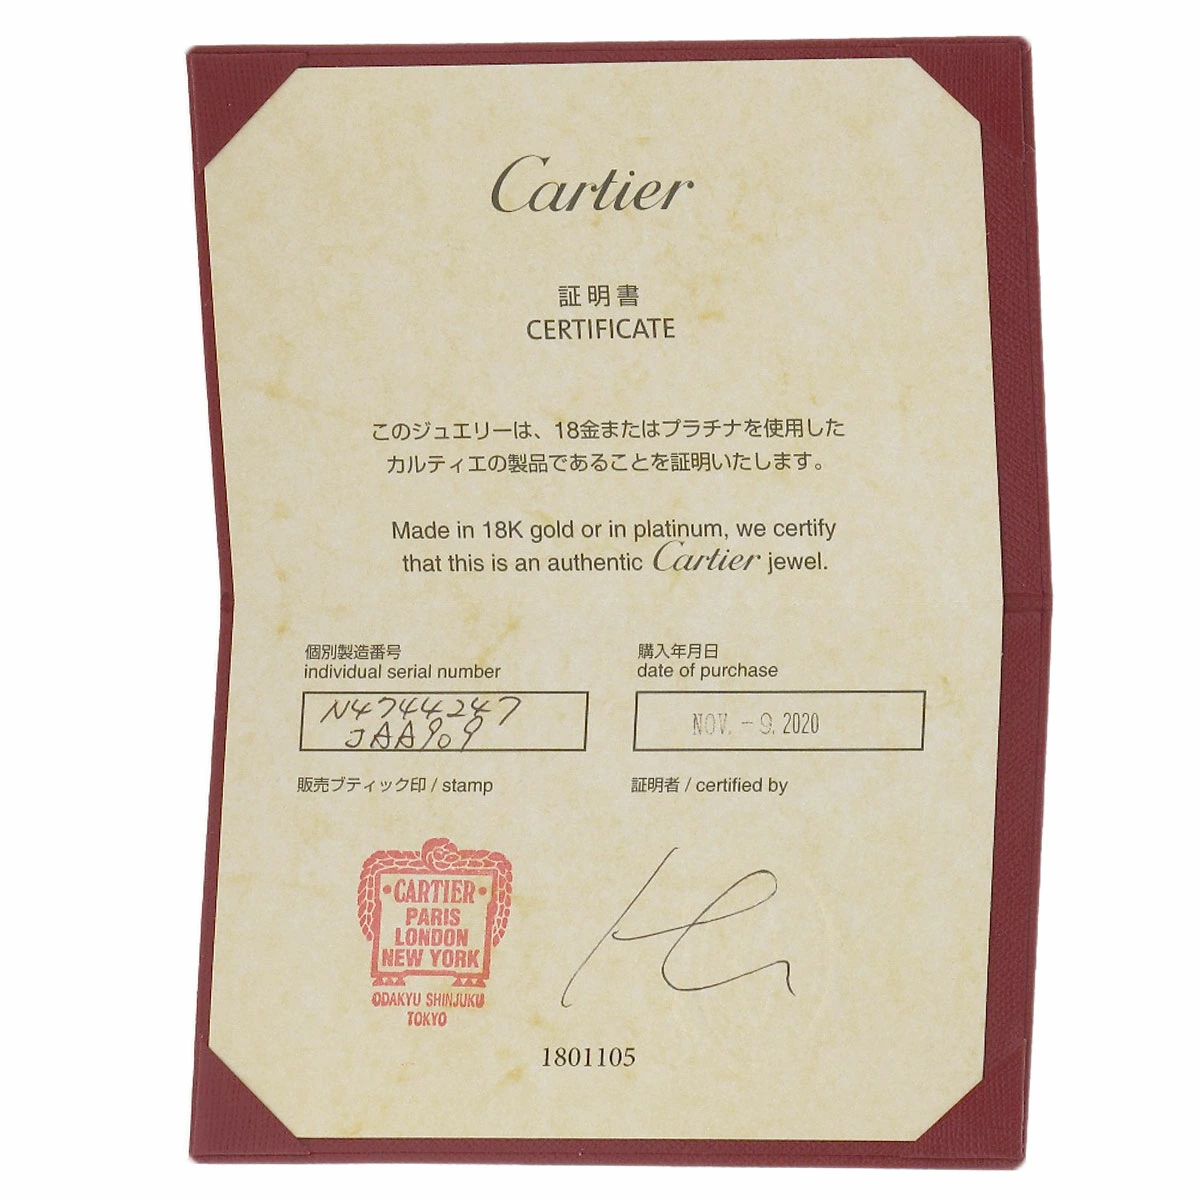 Cartier
証明書
CERTIFICATE
このジュエリーは、18金またはプラチナを使用した
カルティエの製品であることを証明いたします。
Made in 18K gold or in platinum, we certify
that this is an authentic Cartier jewel.
個別製造番号
individual serial number
N4744247
JAA909
購入年月日
date of purchase
NOV. -9. 2020
販売ブティック印 / stamp
証明者 / certified by
CARTIER
PARIS
LONDON
NEW YORK
ODAKYU SHINJUKU
TOKYO
1801105